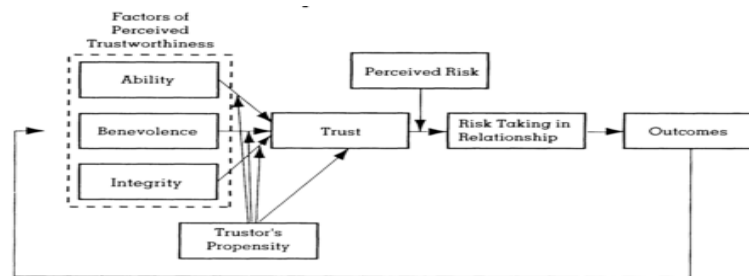 Factors of
Perceived
Trustworthiness
Ability
Benevolence
Integrity
Trustor's
Propensity
Trust
Perceived Risk
Risk Taking in
Relationship
Outcomes